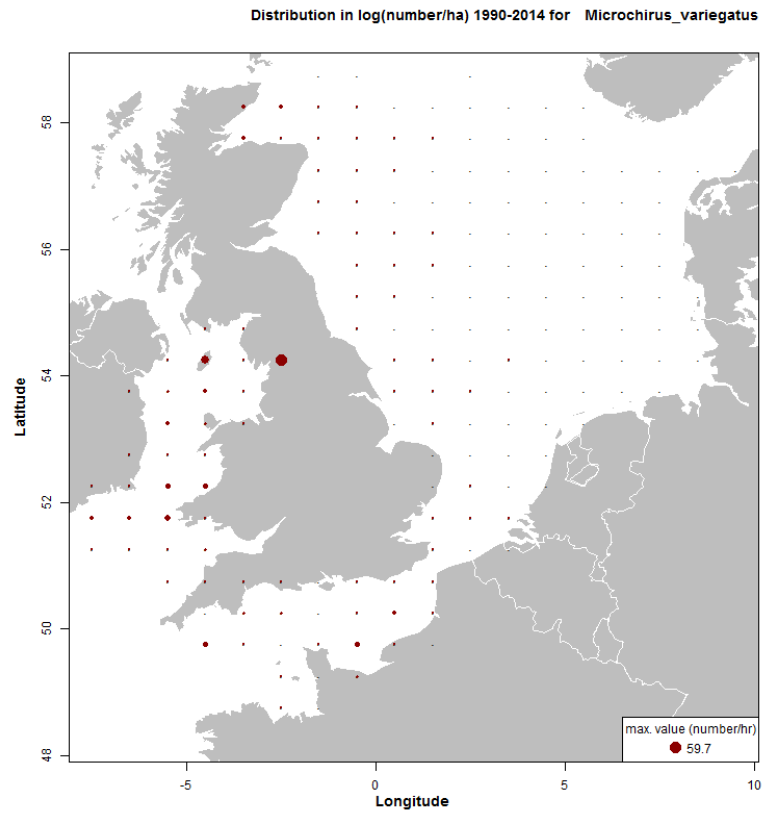 Distribution in log(number/ha) 1990-2014 for Microchirus_variegatus
58
56
54
52
50
48
Latitude
-5 0 5 10
Longitude
max. value (number/hr)
59.7